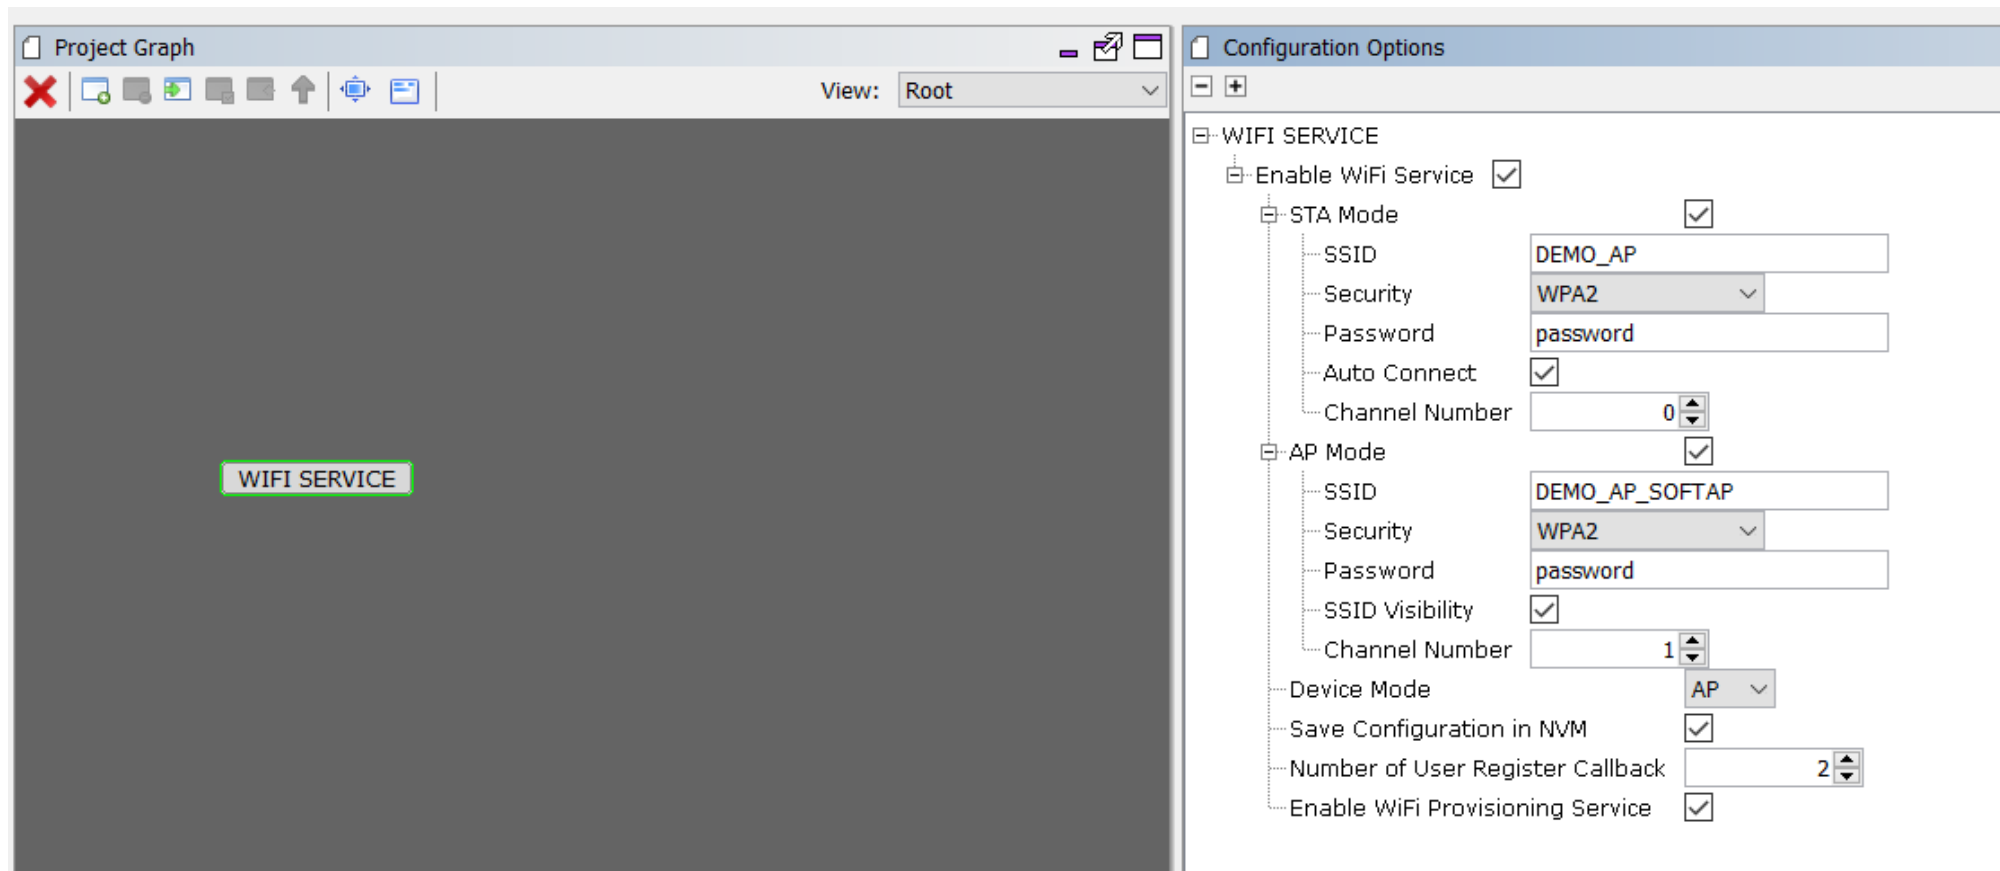 Project Graph
View: Root
WIFI SERVICE
Configuration Options
WIFI SERVICE
Enable WiFi Service
STA Mode
SSID DEMO_AP
Security WPA2
Password password
Auto Connect
Channel Number 0
AP Mode
SSID DEMO_AP_SOFTAP
Security WPA2
Password password
SSID Visibility
Channel Number 1
Device Mode AP
Save Configuration in NVM
Number of User Register Callback 2
Enable WiFi Provisioning Service